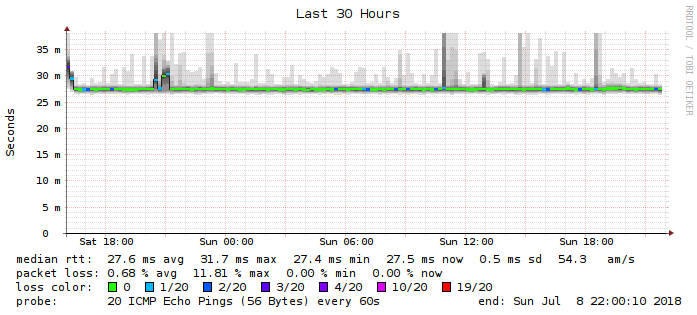 Last 30 Hours
RRDTOOL / TOBI OETIKER
Seconds
35 m
30 m
25 m
20 m
15 m
10 m
5 m
0
Sat 18:00 Sun 00:00 Sun 06:00 Sun 12:00 Sun 18:00
median rtt: 27.6 ms avg 31.7 ms max 27.4 ms min 27.5 ms now 0.5 ms sd 54.3 am/s
packet loss: 0.68 % avg 11.81 % max 0.00 % min 0.00 % now
loss color: 0 1/20 2/20 3/20 4/20 10/20 19/20
probe: 20 ICMP Echo Pings (56 Bytes) every 60s end: Sun Jul 8 22:00:10 2018